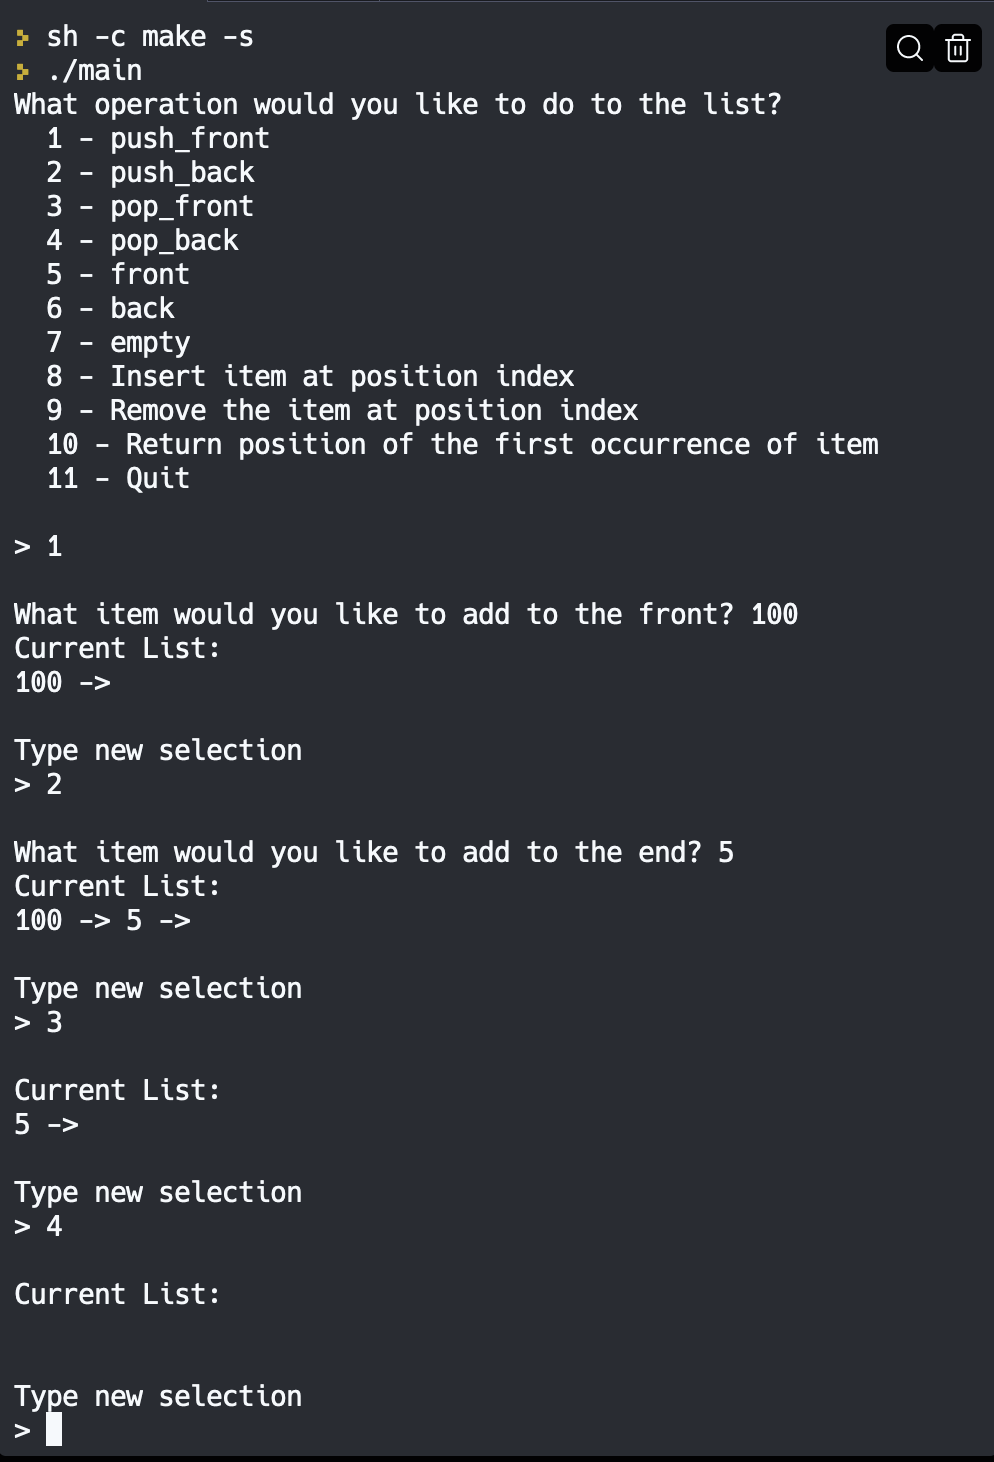 sh -c make -s
./main
What operation would you like to do to the list?
  1 - push_front
  2 - push_back
  3 - pop_front
  4 - pop_back
  5 - front
  6 - back
  7 - empty
  8 - Insert item at position index
  9 - Remove the item at position index
  10 - Return position of the first occurrence of item
  11 - Quit

> 1

What item would you like to add to the front? 100
Current List:
100 ->

Type new selection
> 2

What item would you like to add to the end? 5
Current List:
100 -> 5 ->

Type new selection
> 3

Current List:
5 ->

Type new selection
> 4

Current List:


Type new selection
>